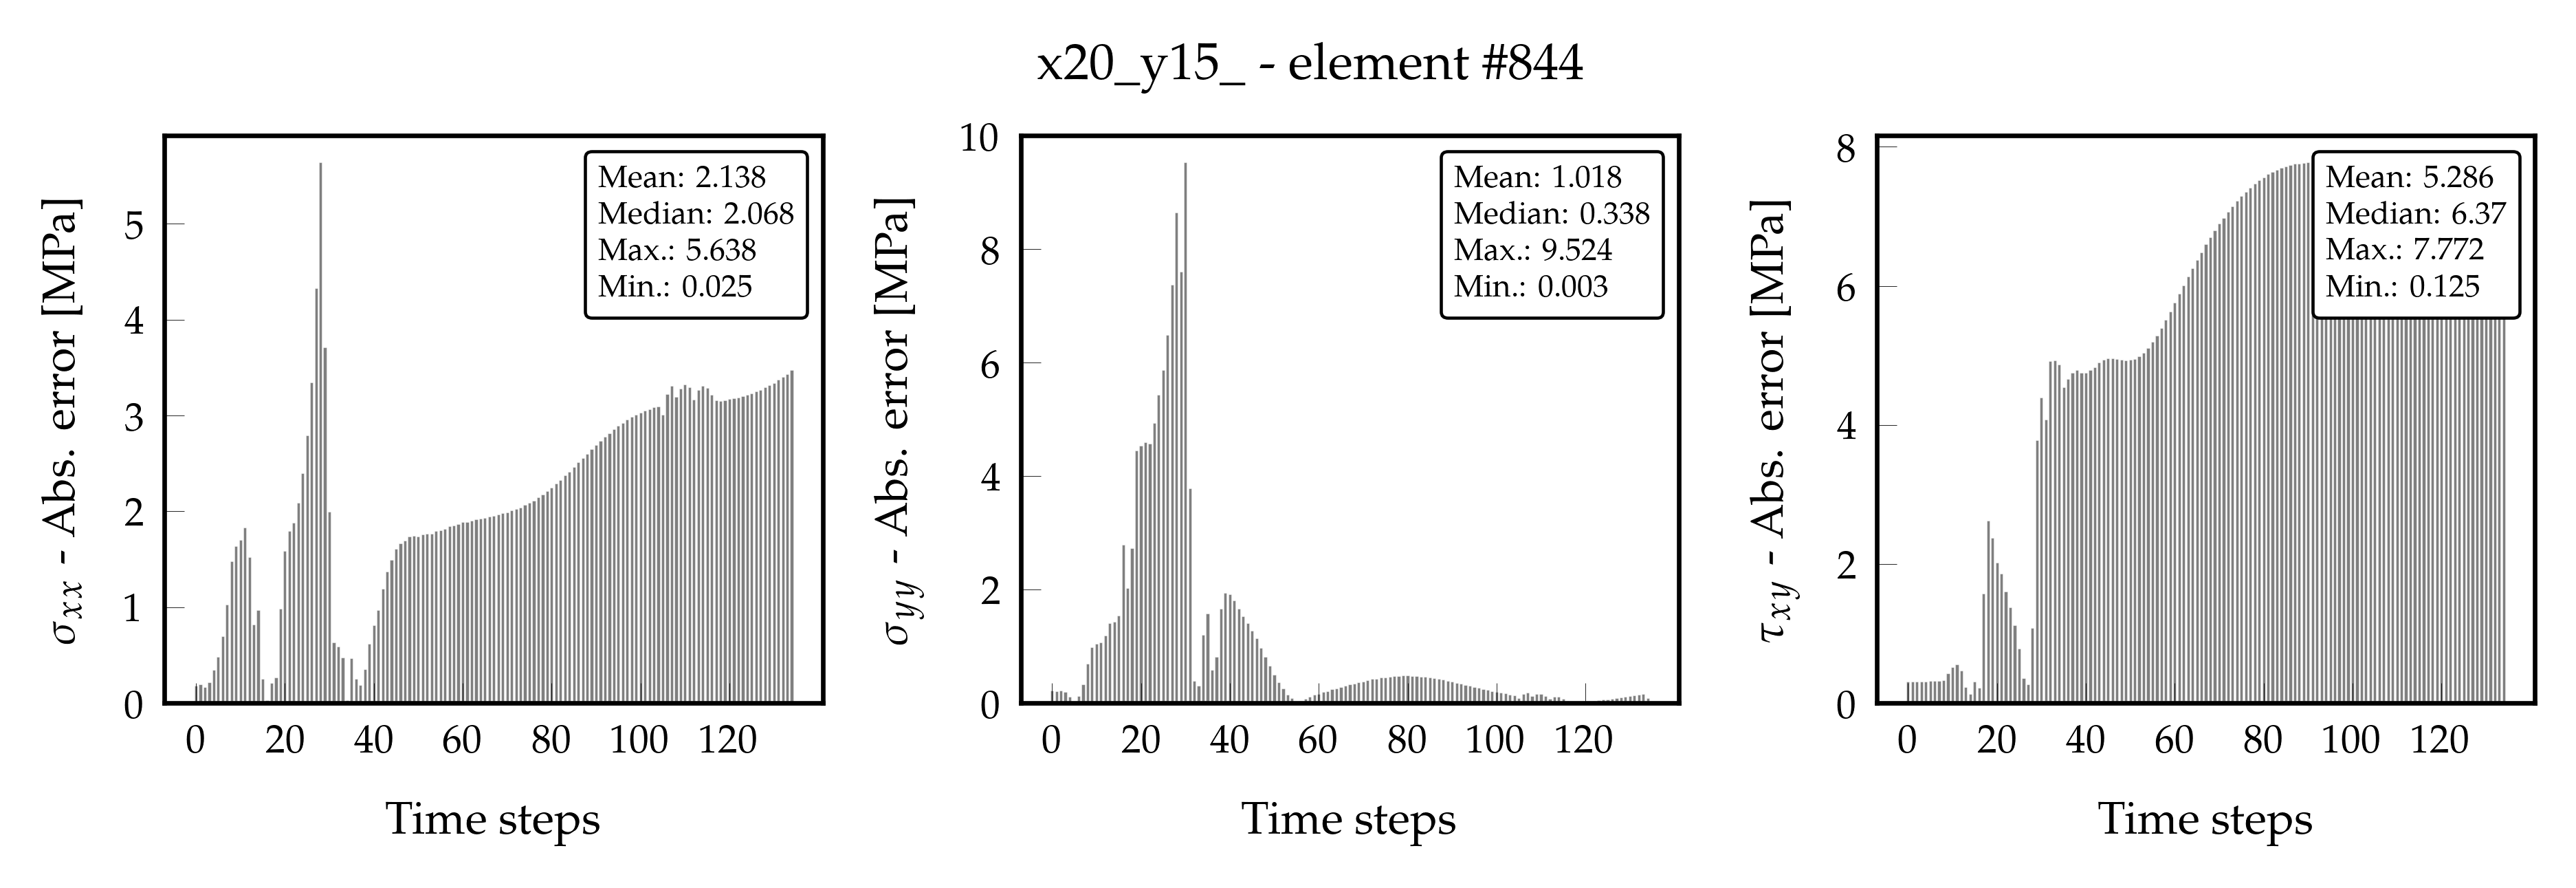 x20_y15_ - element #844
σxx - Abs. error [MPa]
5
4
3
2
1
0
Mean: 2.138
Median: 2.068
Max.: 5.638
Min.: 0.025
0 20 40 60 80 100 120
Time steps
σyy - Abs. error [MPa]
10
8
6
4
2
0
Mean: 1.018
Median: 0.338
Max.: 9.524
Min.: 0.003
0 20 40 60 80 100 120
Time steps
τxy - Abs. error [MPa]
8
6
4
2
0
Mean: 5.286
Median: 6.37
Max.: 7.772
Min.: 0.125
0 20 40 60 80 100 120
Time steps